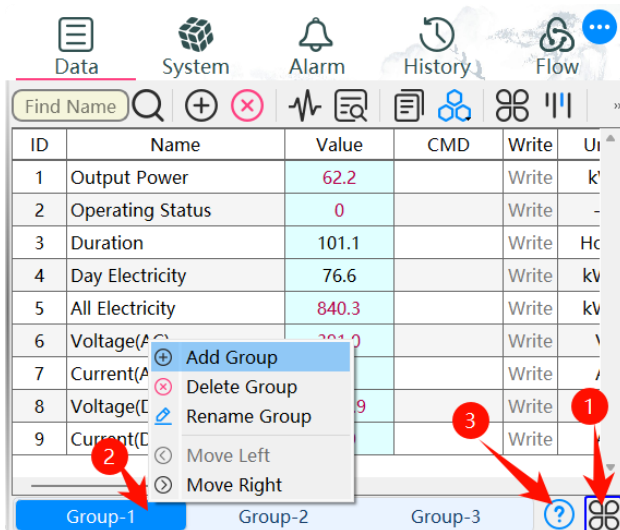 Data System Alarm History Flow
Find Name
ID Name Value CMD Write
1 Output Power 62.2 Write
2 Operating Status 0 Write -
3 Duration 101.1 Write
4 Day Electricity 76.6 Write
5 All Electricity 840.3 Write
6 Voltage(AC) Write
7 Write
8 9 Write
9 Write
Add Group
Delete Group
Rename Group
Move Left
Move Right
1
2
3
Group-1 Group-2 Group-3 ?